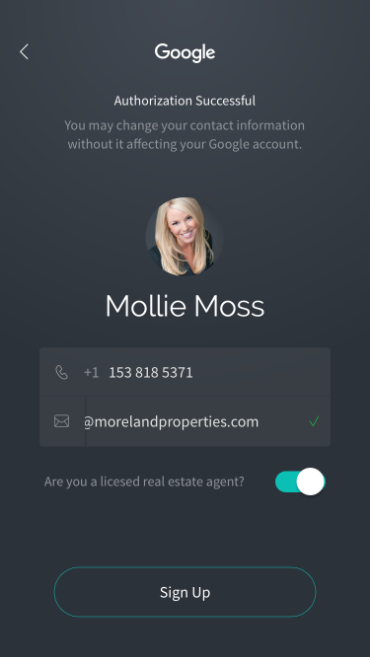 Google
Authorization Successful
You may change your contact information
without it affecting your Google account.
Mollie Moss
+1 153 818 5371
@morelandproperties.com
Are you a licesed real estate agent?
Sign Up